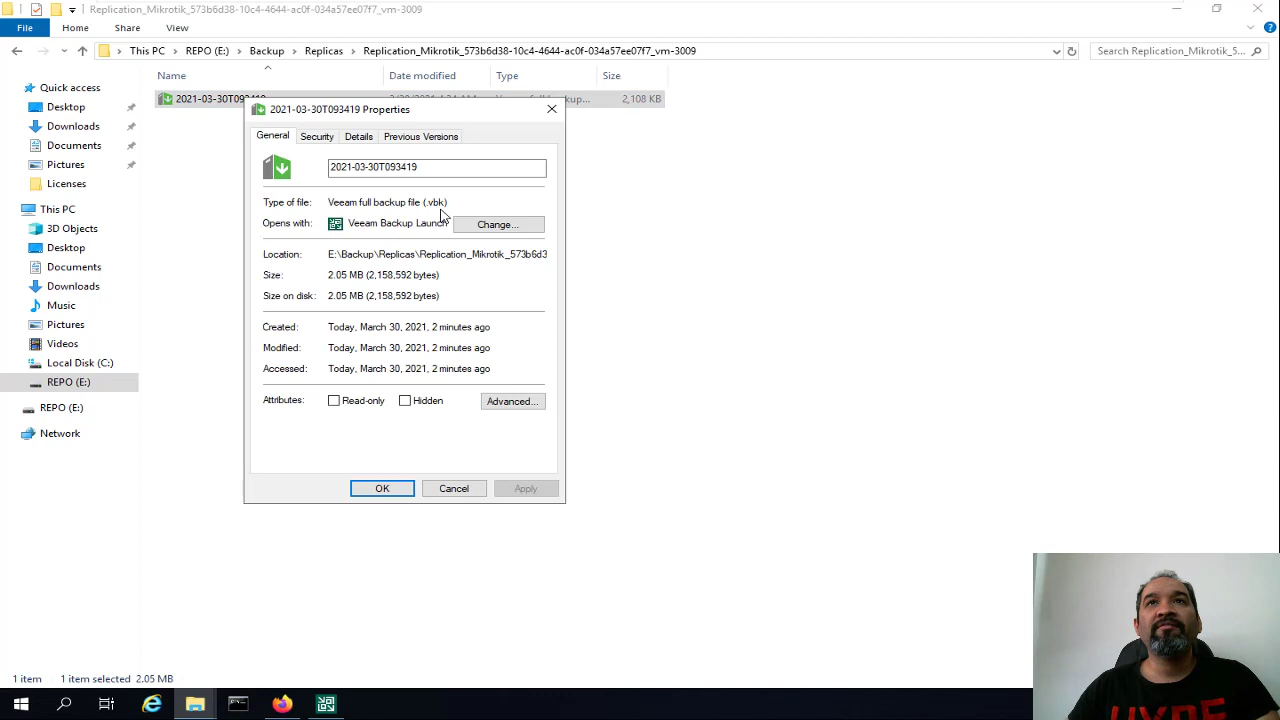 Replication_Mikrotik_573b6d38-10c4-4644-ac0f-034a57ee07f7_vm-3009
File Home Share View
This PC REPO (E:) Backup Replicas Replication_Mikrotik_573b6d38-10c4-4644-ac0f-034a57ee07f7_vm-3009
Search Replication_Mikrotik_5...
Name Date modified Type Size
2,108 KB
Quick access
Desktop
Downloads
Documents
Pictures
Licenses
This PC
3D Objects
Desktop
Documents
Downloads
Music
Pictures
Videos
Local Disk (C:)
REPO (E:)
REPO (E:)
Network
2021-03-30T093419 Properties
General Security Details Previous Versions
2021-03-30T093419
Type of file: Veeam full backup file (.vbk)
Opens with: Veeam Backup Launch Change...
Location: E:\Backup\Replicas\Replication_Mikrotik_573b6d3
Size: 2.05 MB (2,158,592 bytes)
Size on disk: 2.05 MB (2,158,592 bytes)
Created: Today, March 30, 2021, 2 minutes ago
Modified: Today, March 30, 2021, 2 minutes ago
Accessed: Today, March 30, 2021, 2 minutes ago
Attributes: Read-only Hidden Advanced...
OK Cancel Apply
1 item 1 item selected 2.05 MB
HYPE